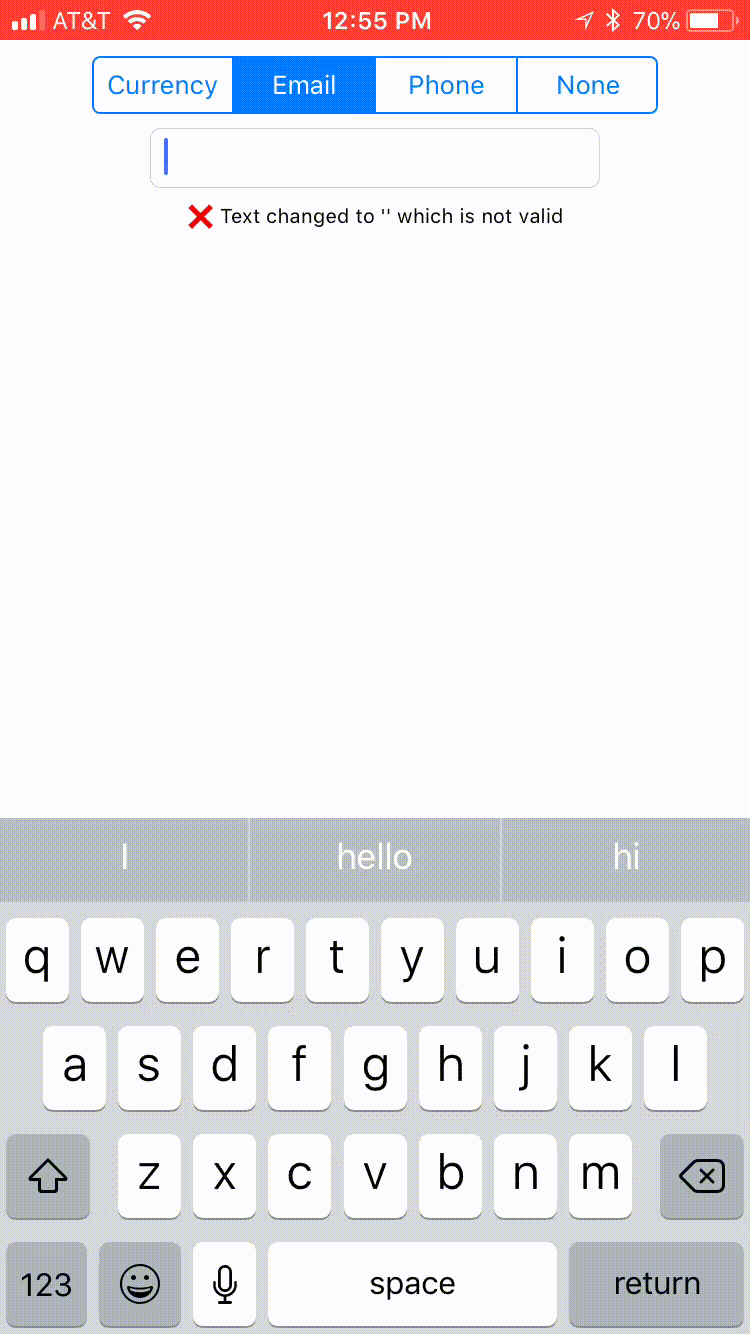 AT&T 12:55 PM 70%
Currency Email Phone None
❌ Text changed to '' which is not valid
I hello hi
q w e r t y u i o p
a s d f g h j k l
z x c v b n m
123 space return